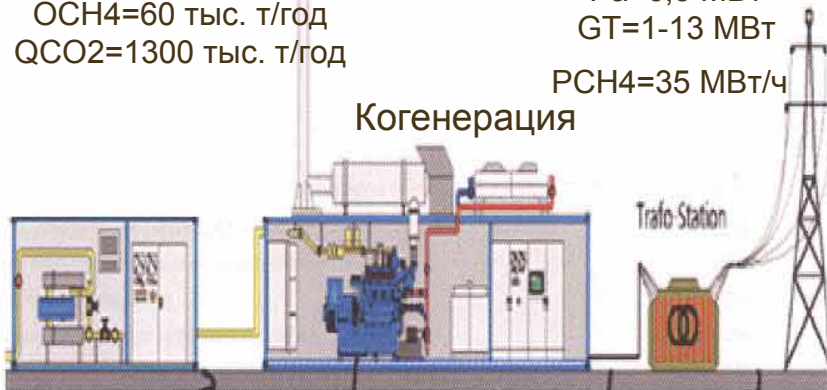 QCH4=60 тыс. т/год
QCO2=1300 тыс. т/год
GT=1-13 МВт
PCH4=35 МВт/ч
Когенерация
Trafo Station